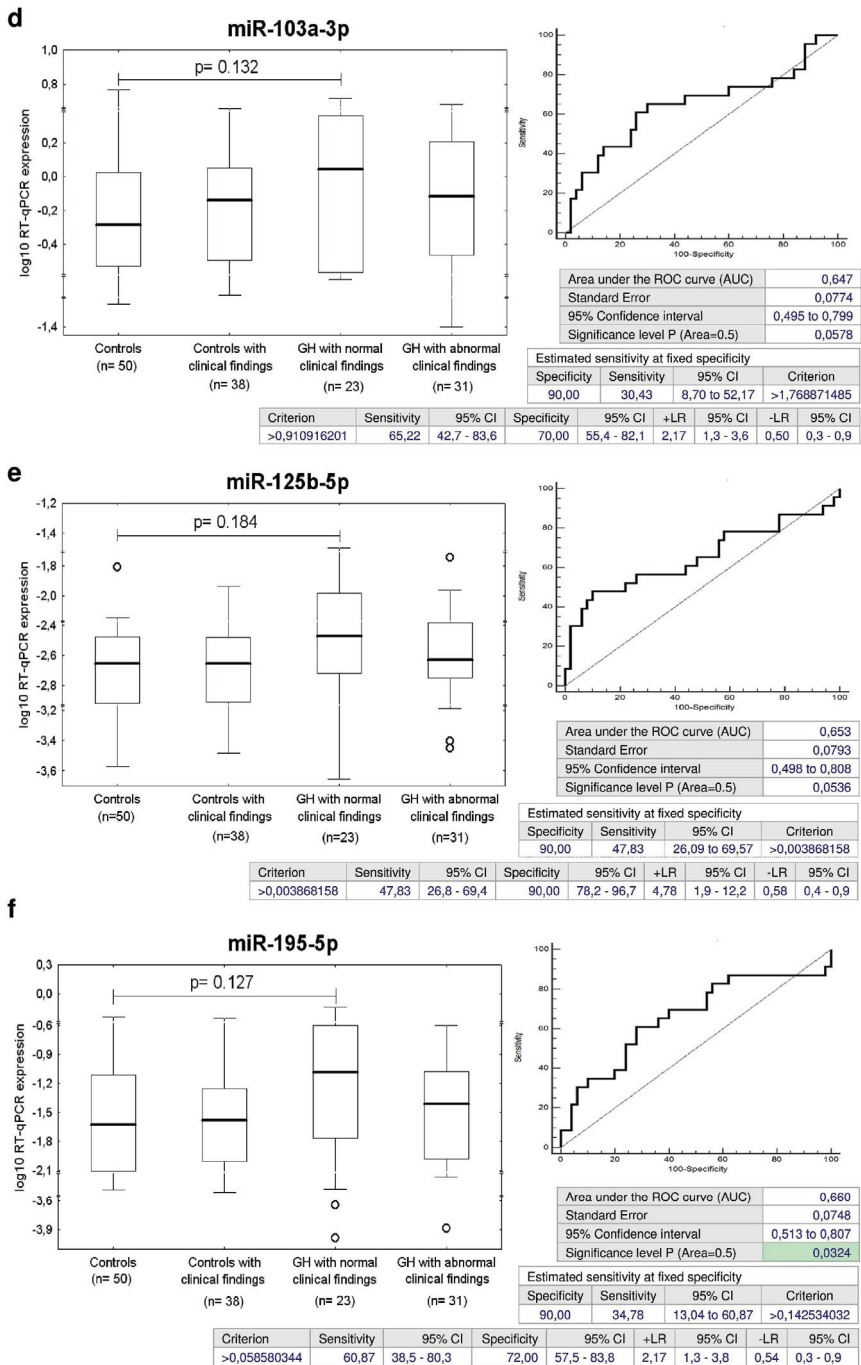 d
miR-103a-3p
p= 0.132
log10 RT-qPCR expression
1,0
0,8
0,2
0,0
-0,2
-0,4
-1,4
Controls
(n= 50)
Controls with
clinical findings
(n= 38)
GH with normal
clinical findings
(n= 23)
GH with abnormal
clinical findings
(n= 31)
Sensitivity
100
80
60
40
20
0
0 20 40 60 80 100
100-Specificity
Area under the ROC curve (AUC) 0,647
Standard Error 0,0774
95% Confidence interval 0,495 to 0,799
Significance level P (Area=0.5) 0,0578
Estimated sensitivity at fixed specificity
Specificity Sensitivity 95% CI Criterion
90,00 30,43 8,70 to 52,17 >1,768871485
Criterion Sensitivity 95% CI Specificity 95% CI +LR 95% CI -LR 95% CI
>0,910916201 65,22 42,7 - 83,6 70,00 55,4 - 82,1 2,17 1,3 - 3,6 0,50 0,3 - 0,9
e
miR-125b-5p
p= 0.184
log10 RT-qPCR expression
-1,2
-1,4
-1,8
-2,0
-2,4
-2,6
-2,8
-3,2
-3,4
-3,6
Controls
(n=50)
Controls with
clinical findings
(n=38)
GH with normal
clinical findings
(n=23)
GH with abnormal
clinical findings
(n=31)
Sensitivity
100
80
60
40
20
0
0 20 40 60 80 100
100-Specificity
Area under the ROC curve (AUC) 0,653
Standard Error 0,0793
95% Confidence interval 0,498 to 0,808
Significance level P (Area=0.5) 0,0536
Estimated sensitivity at fixed specificity
Specificity Sensitivity 95% CI Criterion
90,00 47,83 26,09 to 69,57 >0,003868158
Criterion Sensitivity 95% CI Specificity 95% CI +LR 95% CI -LR 95% CI
>0,003868158 47,83 26,8 - 69,4 90,00 78,2 - 96,7 4,78 1,9 - 12,2 0,58 0,4 - 0,9
f
miR-195-5p
p= 0.127
log10 RT-qPCR expression
0,3
0,0
-0,6
-0,9
-1,2
-1,5
-1,8
-2,1
-3,6
-3,9
Controls
(n= 50)
Controls with
clinical findings
(n= 38)
GH with normal
clinical findings
(n= 23)
GH with abnormal
clinical findings
(n= 31)
Sensitivity
100
80
60
40
20
0
0 20 40 60 80 100
100-Specificity
Area under the ROC curve (AUC) 0,660
Standard Error 0,0748
95% Confidence interval 0,513 to 0,807
Significance level P (Area=0.5) 0,0324
Estimated sensitivity at fixed specificity
Specificity Sensitivity 95% CI Criterion
90,00 34,78 13,04 to 60,87 >0,142534032
Criterion Sensitivity 95% CI Specificity 95% CI +LR 95% CI -LR 95% CI
>0,058580344 60,87 38,5 - 80,3 72,00 57,5 - 83,8 2,17 1,3 - 3,8 0,54 0,3 - 0,9